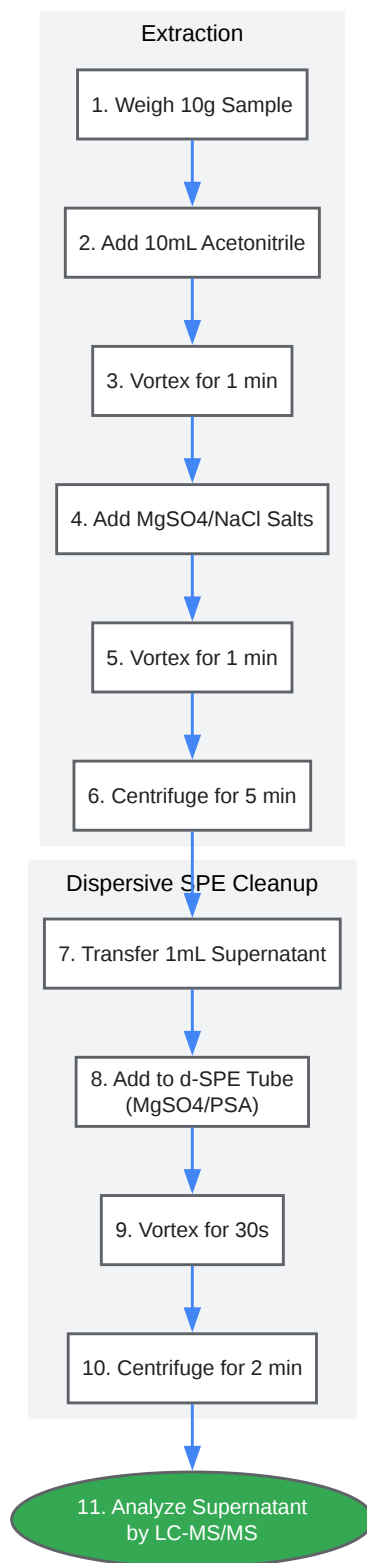 Extraction
1. Weigh 10g Sample
2. Add 10mL Acetonitrile
3. Vortex for 1 min
4. Add MgSO4/NaCl Salts
5. Vortex for 1 min
6. Centrifuge for 5 min
Dispersive SPE Cleanup
7. Transfer 1mL Supernatant
8. Add to d-SPE Tube
(MgSO4/PSA)
9. Vortex for 30s
10. Centrifuge for 2 min
11. Analyze Supernatant
by LC-MS/MS